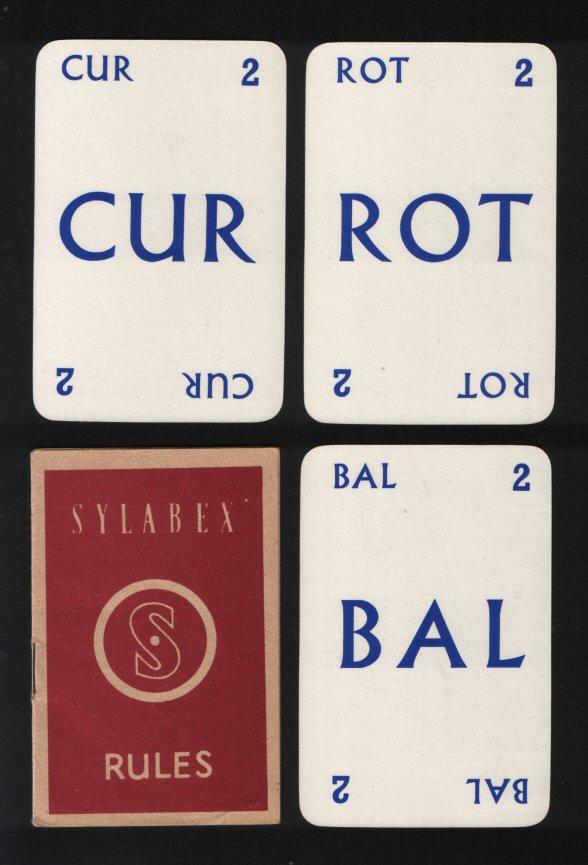 CUR 2
CUR
2 CUR
ROT 2
ROT
2 ROT
SYLABEX
S
RULES
BAL 2
BAL
2 BAL